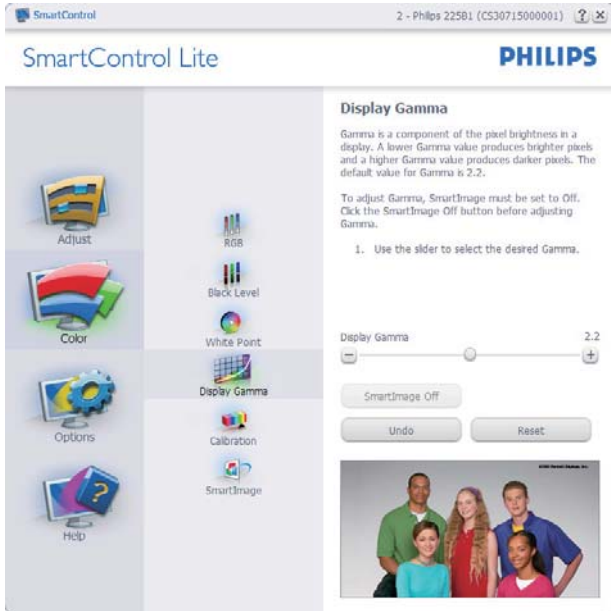 SmartControl
2 - Philips 225B1 (CS30715000001)
?
SmartControl Lite
PHILIPS
Adjust
Color
Options
Help
RGB
Black Level
White Point
Display Gamma
Calibration
SmartImage
Display Gamma
Gamma is a component of the pixel brightness in a
display. A lower Gamma value produces brighter pixels
and a higher Gamma value produces darker pixels. The
default value for Gamma is 2.2.
To adjust Gamma, SmartImage must be set to Off.
Click the SmartImage Off button before adjusting
Gamma.
1. Use the slider to select the desired Gamma.
Display Gamma 2.2
SmartImage Off
Undo
Reset